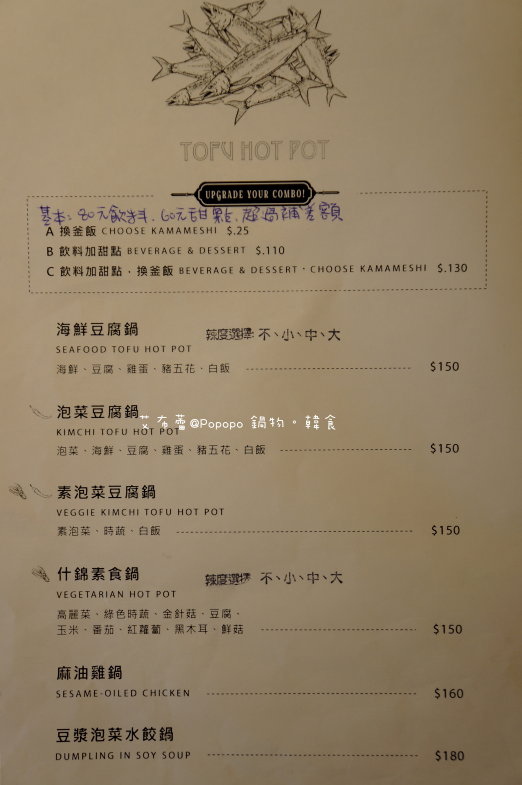 TOFU HOT POT
UPGRADE YOUR COMBO!
基本: 80元飲料、60元甜點、超過補差額
A 換釜飯 CHOOSE KAMAMESHI $.25
B 飲料加甜點 BEVERAGE & DESSERT $.110
C 飲料加甜點，換釜飯 BEVERAGE & DESSERT，CHOOSE KAMAMESHI $.130
海鮮豆腐鍋 辣度選擇: 不、小、中、大
SEAFOOD TOFU HOT POT
海鮮、豆腐、雞蛋、豬五花、白飯 $150
泡菜豆腐鍋
艾布蕾@Popopo 鍋物。韓食
KIMCHI TOFU HOT POT
泡菜、海鮮、豆腐、雞蛋、豬五花、白飯 $150
素泡菜豆腐鍋
VEGGIE KIMCHI TOFU HOT POT
素泡菜、時蔬、白飯 $150
什錦素食鍋 辣度選擇: 不、小、中、大
VEGETARIAN HOT POT
高麗菜、綠色時蔬、金針菇、豆腐、
玉米、番茄、紅蘿蔔、黑木耳、鮮菇 $150
麻油雞鍋
SESAME-OILED CHICKEN $160
豆漿泡菜水餃鍋
DUMPLING IN SOY SOUP $180